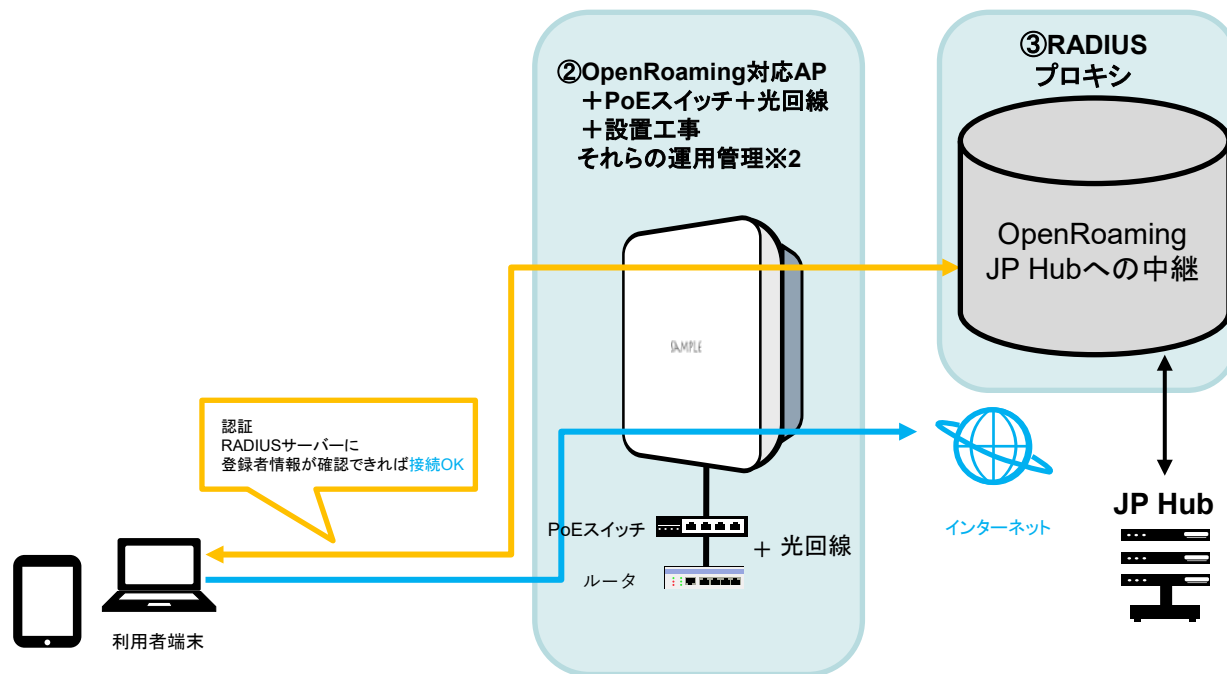 ②OpenRoaming対応AP
＋PoEスイッチ＋光回線
＋設置工事
それらの運用管理※2
③RADIUS
プロキシ
OpenRoaming
JP Hubへの中継
SAMPLE
認証
RADIUSサーバーに
登録者情報が確認できれば接続OK
インターネット
JP Hub
PoEスイッチ
＋ 光回線
ルータ
利用者端末